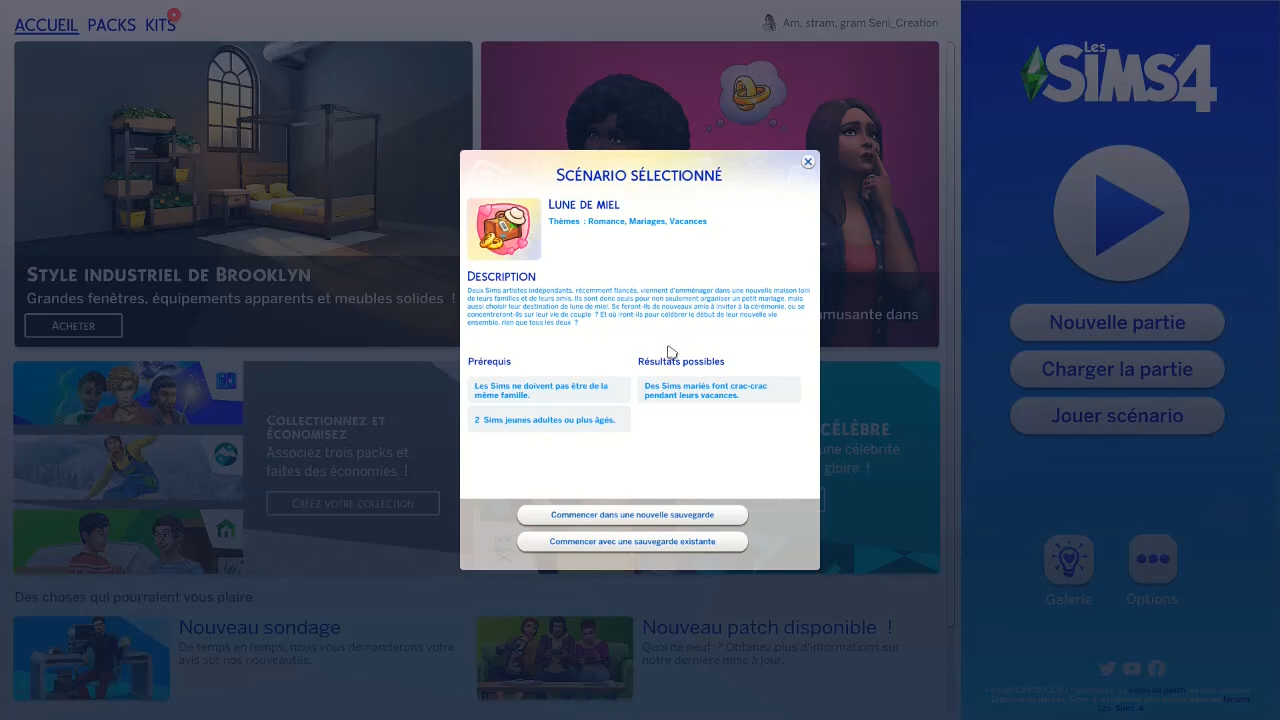 ACCUEIL PACKS KITS
Am, stram, gram Seni_Creation
Style industriel de Brooklyn
Grandes fenêtres, équipements apparents et meubles solides !
Acheter
amusante dans
Collectionnez et
économisez
Associez trois packs et
faites des économies !
Créez votre collection
célèbre
une célébrité
gloire !
Des choses qui pourraient vous plaire
Nouveau sondage
De temps en temps, nous vous demanderons votre
avis sur nos nouveautés.
Nouveau patch disponible !
Quoi de neuf ? Obtenez plus d'informations sur
notre dernière mise à jour.
Scénario sélectionné
Lune de miel
Thèmes : Romance, Mariages, Vacances
Description
Deux Sims artistes indépendants, récemment fiancés, viennent d'emménager dans une nouvelle maison loin
de leurs familles et de leurs amis. Ils sont donc seuls pour non seulement organiser un petit mariage, mais
aussi choisir leur destination de lune de miel. Se feront-ils de nouveaux amis à inviter à la cérémonie, ou se
concentreront-ils sur leur vie de couple ? Et où iront-ils pour célébrer le début de leur nouvelle vie
ensemble, rien que tous les deux ?
Prérequis
Les Sims ne doivent pas être de la
même famille.
2 Sims jeunes adultes ou plus âgés.
Résultats possibles
Des Sims mariés font crac-crac
pendant leurs vacances.
Commencer dans une nouvelle sauvegarde
Commencer avec une sauvegarde existante
Les
Sims 4
Nouvelle partie
Charger la partie
Jouer scénario
Galerie
Options
notes de patch
forums
Les Sims 4